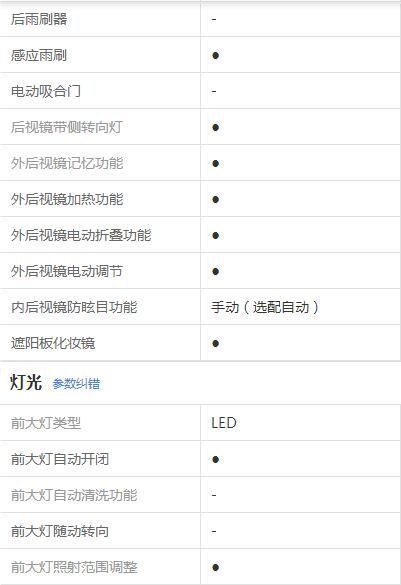 后雨刷器 -
感应雨刷 ●
电动吸合门 -
后视镜带侧转向灯 ●
外后视镜记忆功能 ●
外后视镜加热功能 ●
外后视镜电动折叠功能 ●
外后视镜电动调节 ●
内后视镜防眩目功能 手动（选配自动）
遮阳板化妆镜 ●
灯光 参数纠错
前大灯类型 LED
前大灯自动开闭 ●
前大灯自动清洗功能 -
前大灯随动转向 -
前大灯照射范围调整 ●